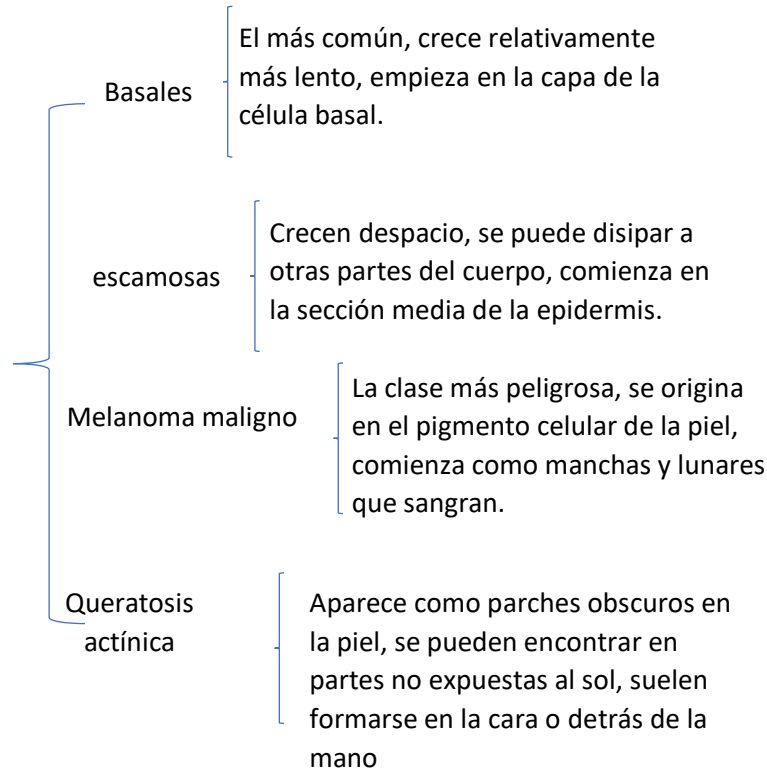 Basales
El más común, crece relativamente
más lento, empieza en la capa de la
célula basal.
escamosas
Crecen despacio, se puede disipar a
otras partes del cuerpo, comienza en
la sección media de la epidermis.
Melanoma maligno
La clase más peligrosa, se origina
en el pigmento celular de la piel,
comienza como manchas y lunares
que sangran.
Queratosis
actínica
Aparece como parches obscuros en
la piel, se pueden encontrar en
partes no expuestas al sol, suelen
formarse en la cara o detrás de la
mano